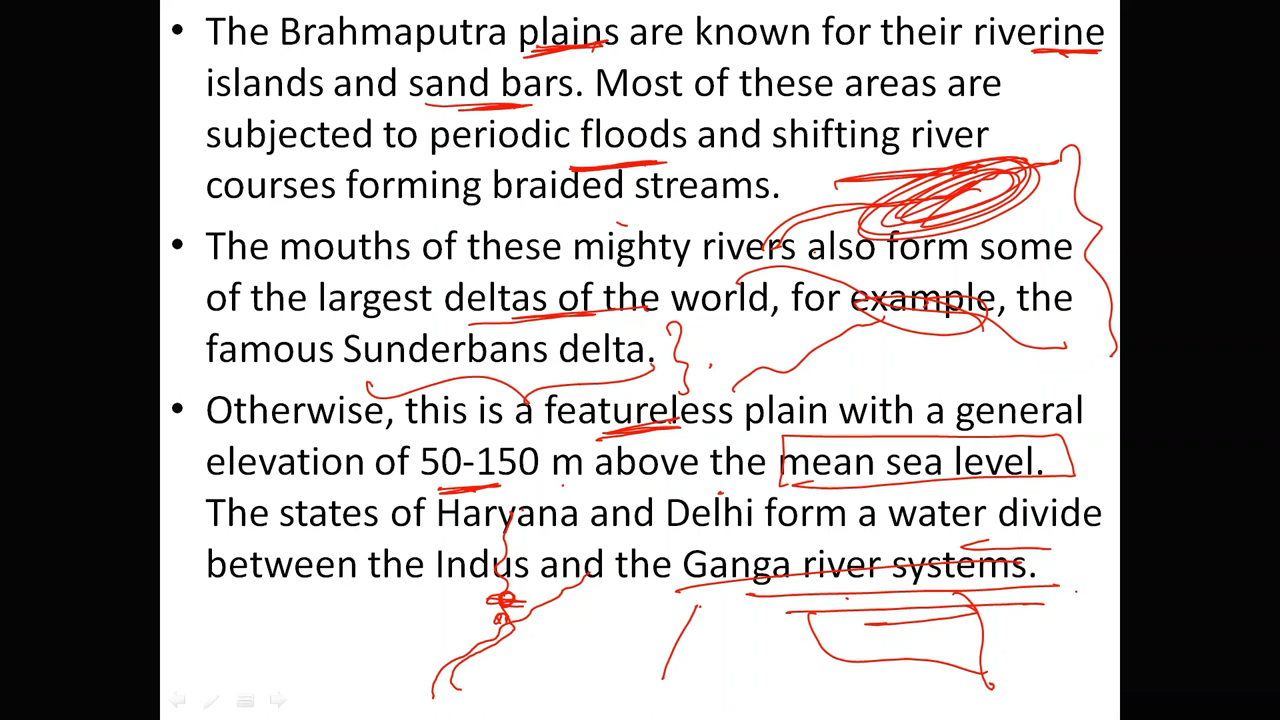 • The Brahmaputra plains are known for their riverine
islands and sand bars. Most of these areas are
subjected to periodic floods and shifting river
courses forming braided streams.
• The mouths of these mighty rivers also form some
of the largest deltas of the world, for example, the
famous Sunderbans delta.
• Otherwise, this is a featureless plain with a general
elevation of 50-150 m above the mean sea level.
The states of Haryana and Delhi form a water divide
between the Indus and the Ganga river systems.